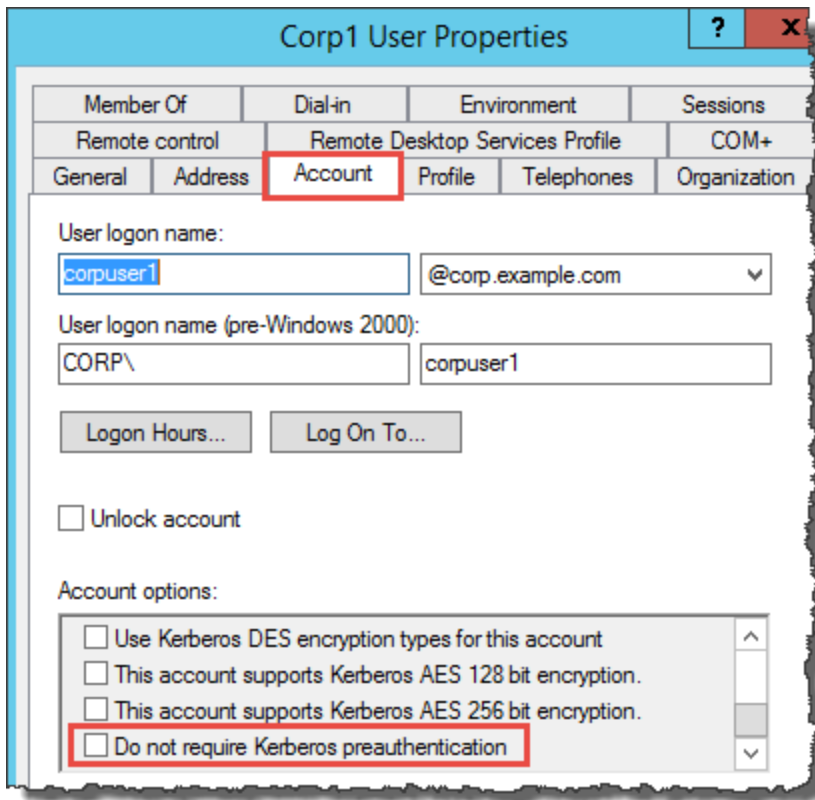 Corp1 User Properties
? x
Member Of Dial-in Environment Sessions
Remote control Remote Desktop Services Profile COM+
General Address Account Profile Telephones Organization
User logon name:
corpuser1 @corp.example.com
User logon name (pre-Windows 2000):
CORP\ corpuser1
Logon Hours... Log On To...
Unlock account
Account options:
Use Kerberos DES encryption types for this account
This account supports Kerberos AES 128 bit encryption.
This account supports Kerberos AES 256 bit encryption.
Do not require Kerberos preauthentication